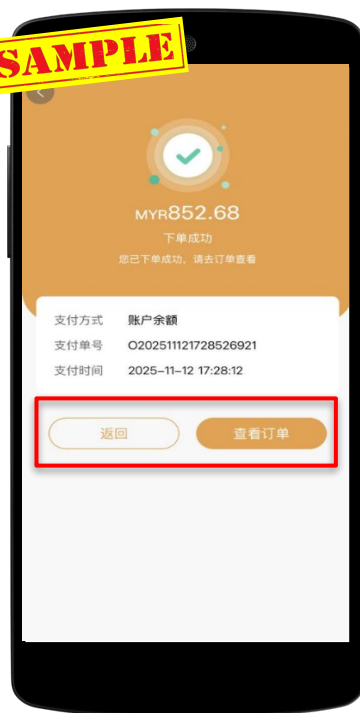 SAMPLE
MYR852.68
下单成功
您已下单成功，请去订单查看
支付方式 账户余额
支付单号 O202511121728526921
支付时间 2025-11-12 17:28:12
返回 查看订单